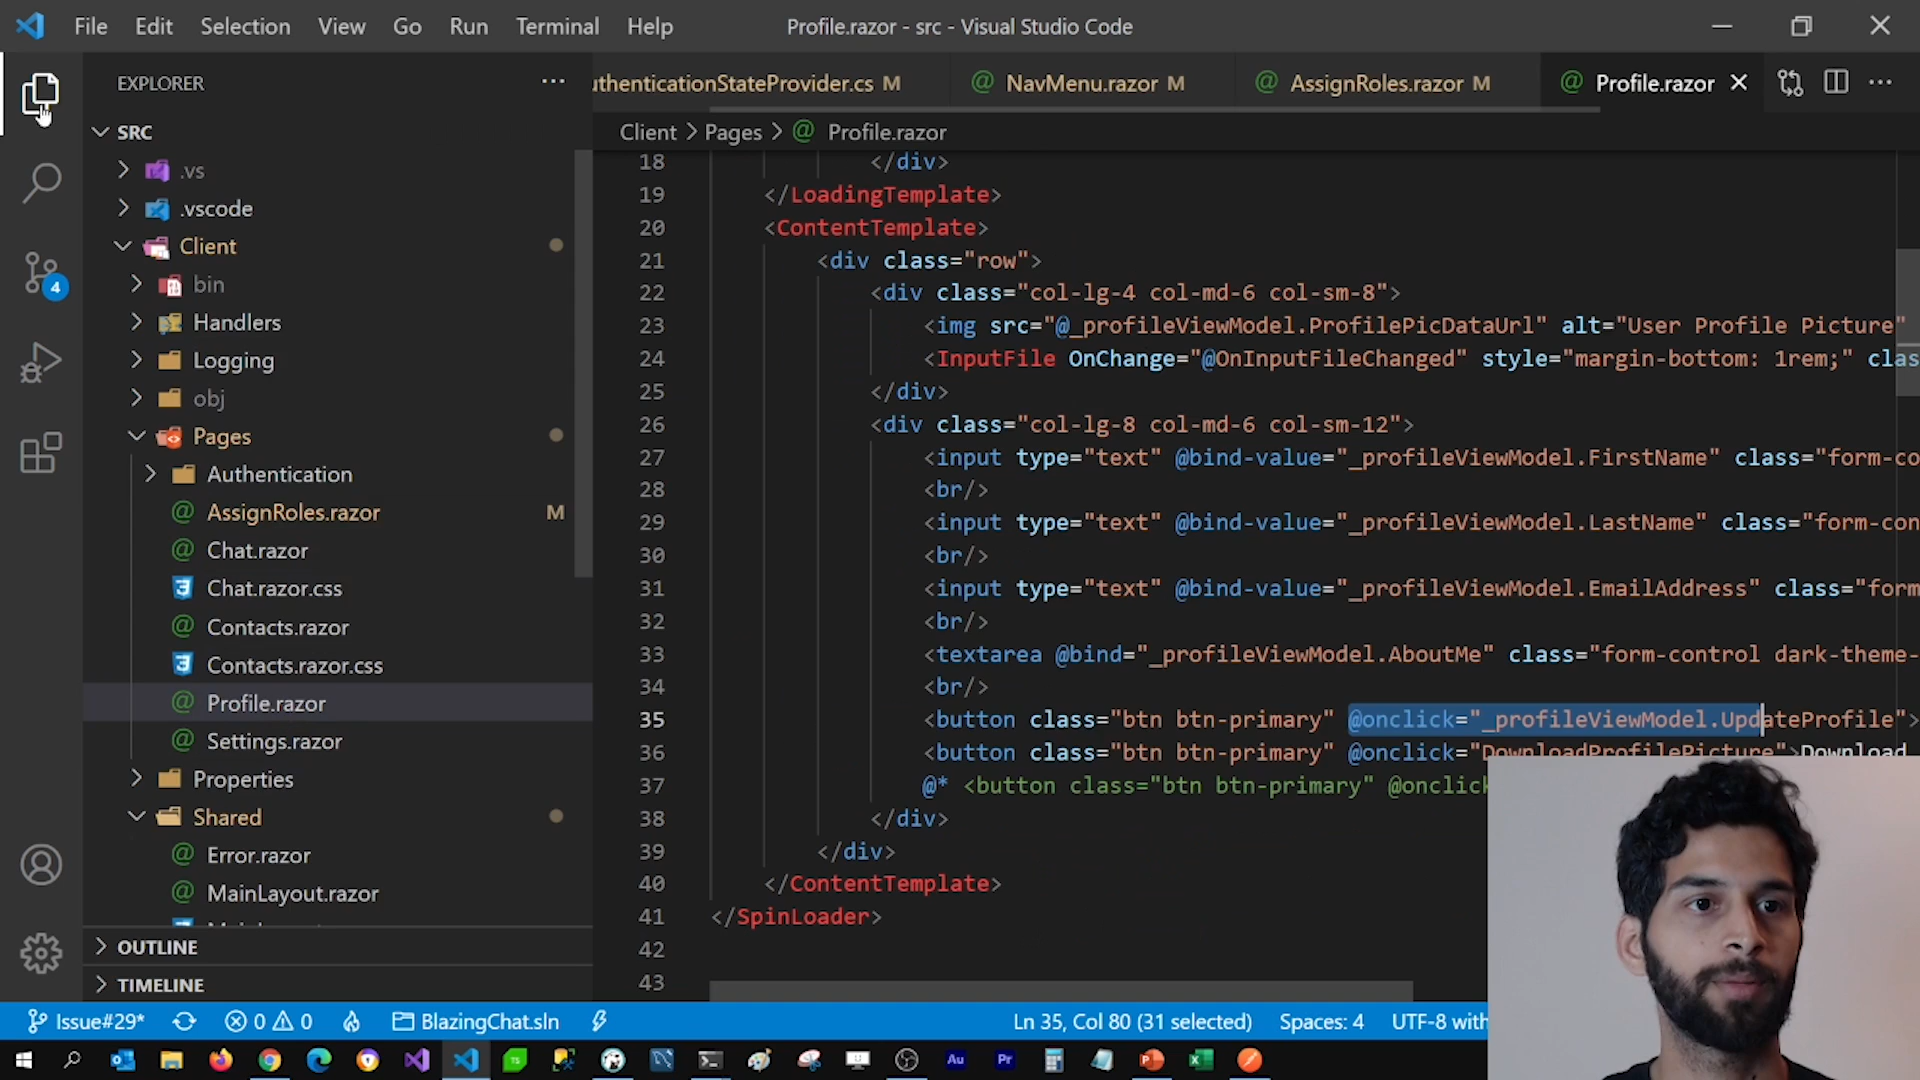 File Edit Selection View Go Run Terminal Help
Profile.razor - src - Visual Studio Code
EXPLORER
uthenticationStateProvider.cs M
NavMenu.razor M
AssignRoles.razor M
Profile.razor
Client > Pages > Profile.razor
SRC
.vs
.vscode
Client
bin
Handlers
Logging
obj
Pages
Authentication
AssignRoles.razor M
Chat.razor
Chat.razor.css
Contacts.razor
Contacts.razor.css
Profile.razor
Settings.razor
Properties
Shared
Error.razor
MainLayout.razor
OUTLINE
TIMELINE
4
18 </div>
19 </LoadingTemplate>
20 <ContentTemplate>
21 <div class="row">
22 <div class="col-lg-4 col-md-6 col-sm-8">
23 <img src="@_profileViewModel.ProfilePicDataUrl" alt="User Profile Picture"
24 <InputFile OnChange="@OnInputFileChanged" style="margin-bottom: 1rem;" clas
25 </div>
26 <div class="col-lg-8 col-md-6 col-sm-12">
27 <input type="text" @bind-value="_profileViewModel.FirstName" class="form-co
28 <br/>
29 <input type="text" @bind-value="_profileViewModel.LastName" class="form-con
30 <br/>
31 <input type="text" @bind-value="_profileViewModel.EmailAddress" class="form
32 <br/>
33 <textarea @bind="_profileViewModel.AboutMe" class="form-control dark-theme-
34 <br/>
35 <button class="btn btn-primary" @onclick="_profileViewModel.UpdateProfile">
36 <button class="btn btn-primary" @onclick="DownloadProfilePicture">Download
37 @* <button class="btn btn-primary" @onclick
38 </div>
39 </div>
40 </ContentTemplate>
41 </SpinLoader>
42
43
Issue#29* 0 0 BlazingChat.sln
Ln 35, Col 80 (31 selected) Spaces: 4 UTF-8 with
Au Pr